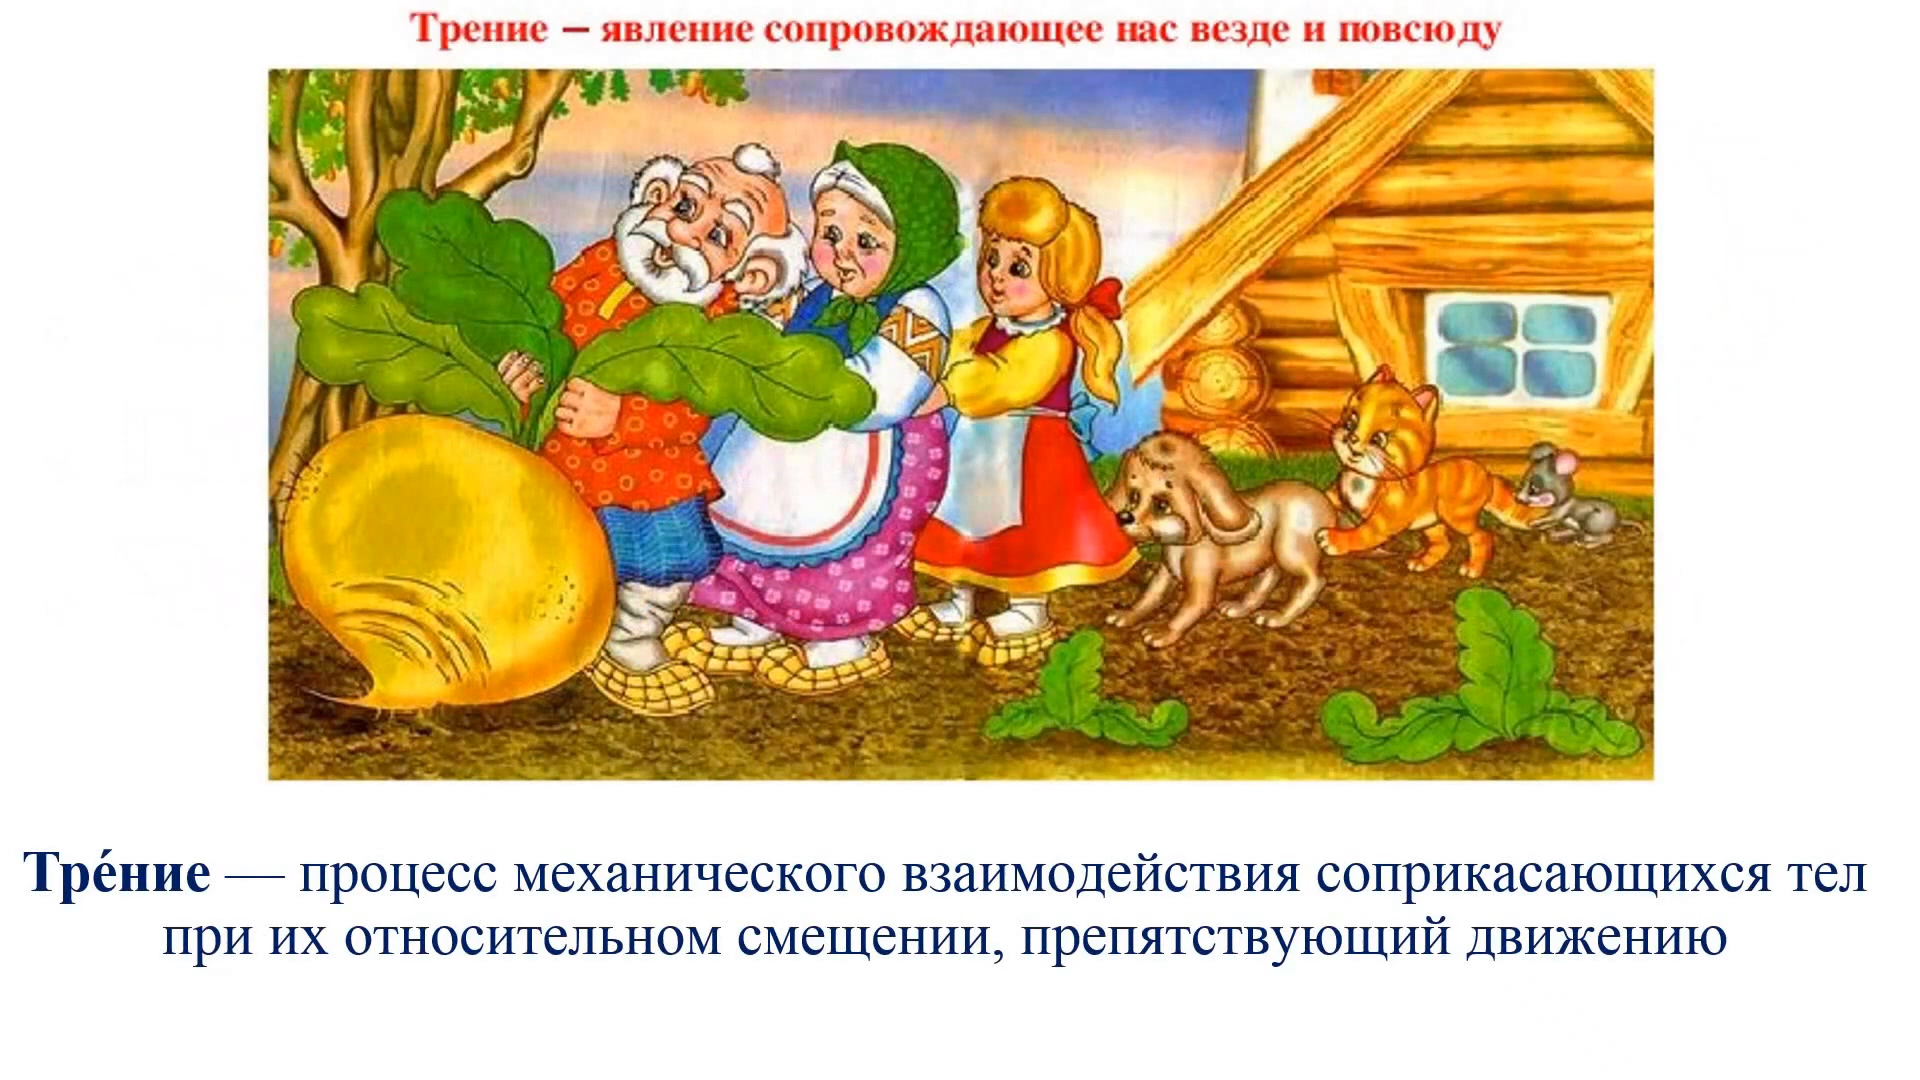 Трение – явление сопровождающее нас везде и повсюду
Тре́ние — процесс механического взаимодействия соприкасающихся тел
при их относительном смещении, препятствующий движению